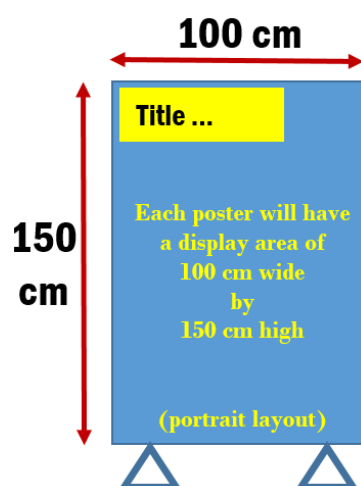 100 cm
Title ...
150
cm
Each poster will have
a display area of
100 cm wide
by
150 cm high
(portrait layout)